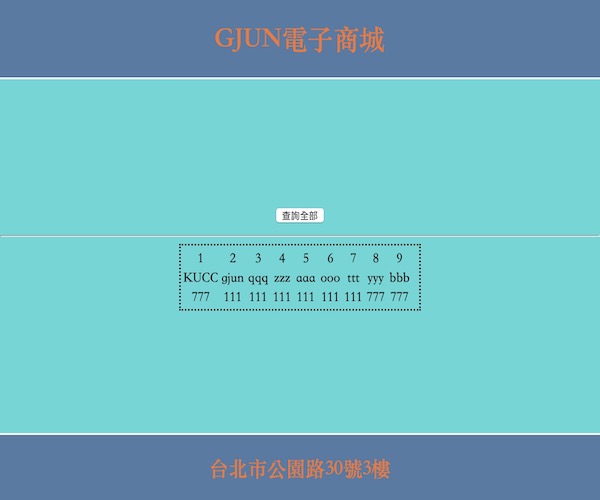 GJUN電子商城
查詢全部
1 2 3 4 5 6 7 8 9
KUCC gjun qqq zzz aaa ooo ttt yyy bbb
777 111 111 111 111 111 111 777 777
台北市公園路30號3樓